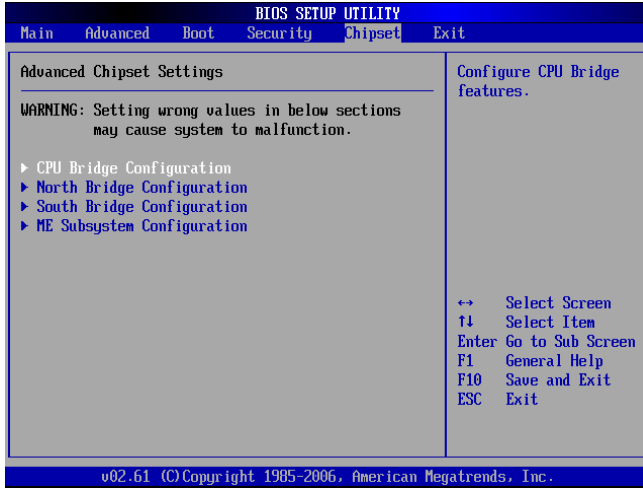 BIOS SETUP UTILITY
Main Advanced Boot Security Chipset Exit
Advanced Chipset Settings
WARNING: Setting wrong values in below sections
may cause system to malfunction.
▶ CPU Bridge Configuration
▶ North Bridge Configuration
▶ South Bridge Configuration
▶ ME Subsystem Configuration
Configure CPU Bridge
features.
↔ Select Screen
↑↓ Select Item
Enter Go to Sub Screen
F1 General Help
F10 Save and Exit
ESC Exit
v02.61 (C)Copyright 1985-2006, American Megatrends, Inc.